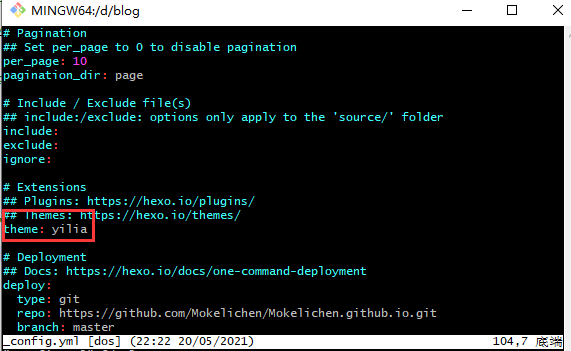 MINGW64:/d/blog
# Pagination
## Set per_page to 0 to disable pagination
per_page: 10
pagination_dir: page
# Include / Exclude file(s)
## include:/exclude: options only apply to the 'source/' folder
include:
exclude:
ignore:
# Extensions
## Plugins: https://hexo.io/plugins/
## Themes: https://hexo.io/themes/
theme: yilia
# Deployment
## Docs: https://hexo.io/docs/one-command-deployment
deploy:
  type: git
  repo: https://github.com/Mokelichen/Mokelichen.github.io.git
  branch: master
_config.yml [dos] (22:22 20/05/2021) 104,7 底端